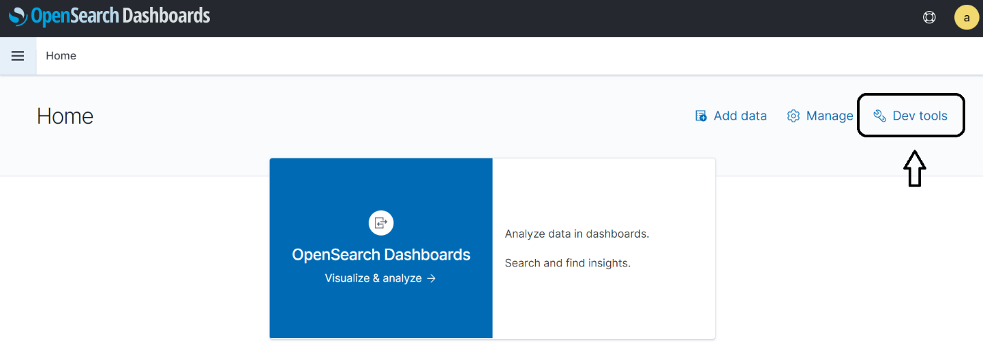 OpenSearch Dashboards
a
Home
Home
Add data
Manage
Dev tools
OpenSearch Dashboards
Visualize & analyze →
Analyze data in dashboards.
Search and find insights.